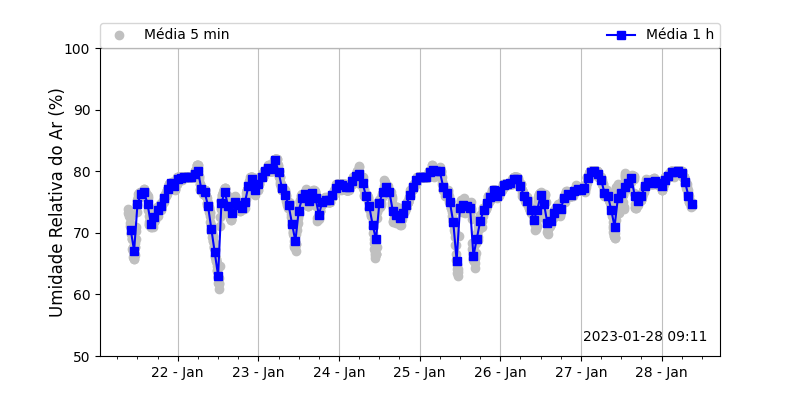 Média 5 min
Média 1 h
Umidade Relativa do Ar (%)
100
90
80
70
60
50
2023-01-28 09:11
22 - Jan
23 - Jan
24 - Jan
25 - Jan
26 - Jan
27 - Jan
28 - Jan